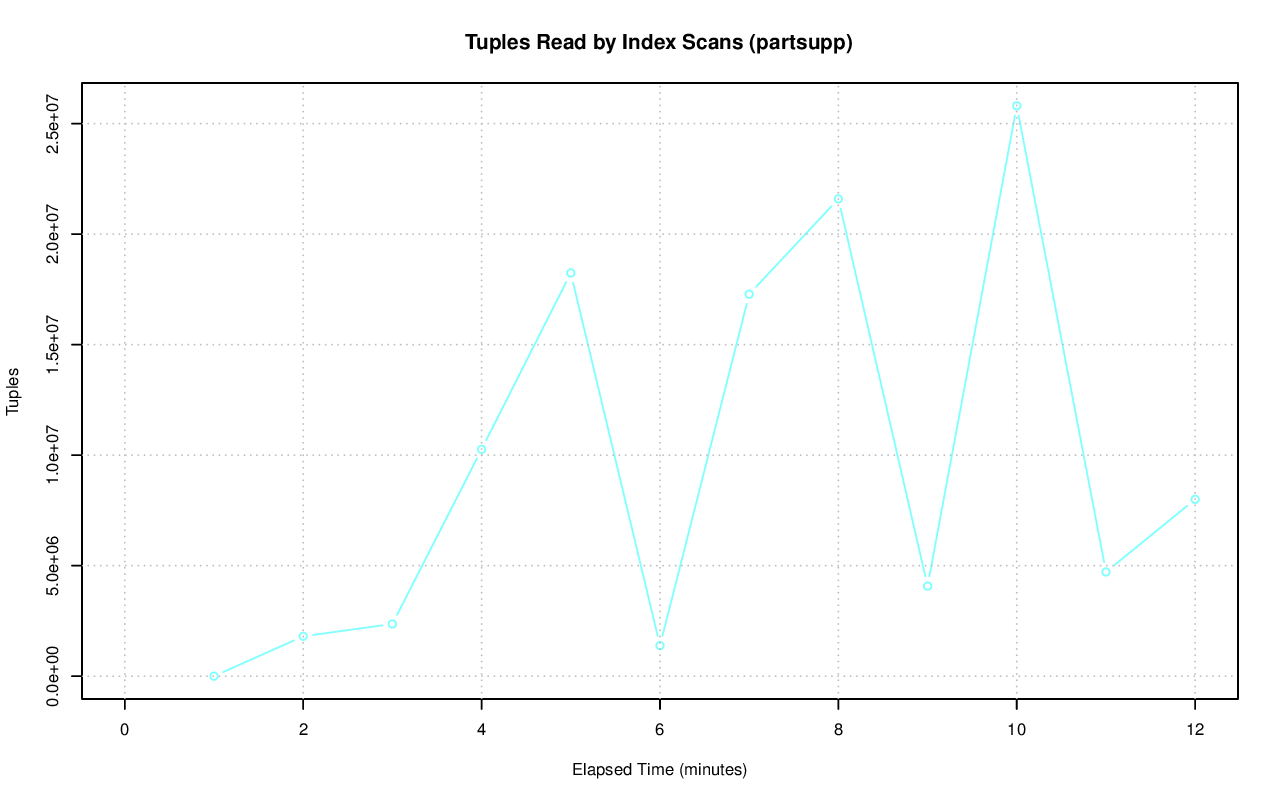 Tuples Read by Index Scans (partsupp)
Tuples
2.5e+07
2.0e+07
1.5e+07
1.0e+07
5.0e+06
0.0e+00
0 2 4 6 8 10 12
Elapsed Time (minutes)